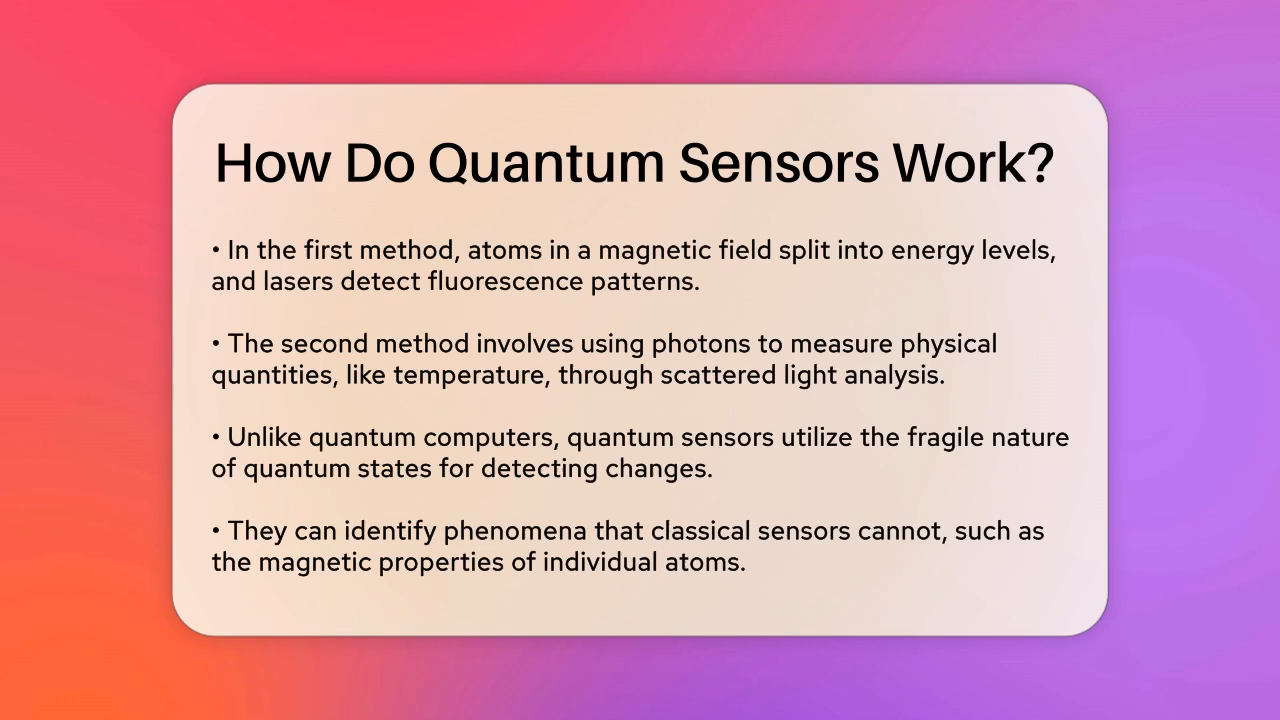 How Do Quantum Sensors Work?
• In the first method, atoms in a magnetic field split into energy levels,
and lasers detect fluorescence patterns.
• The second method involves using photons to measure physical
quantities, like temperature, through scattered light analysis.
• Unlike quantum computers, quantum sensors utilize the fragile nature
of quantum states for detecting changes.
• They can identify phenomena that classical sensors cannot, such as
the magnetic properties of individual atoms.